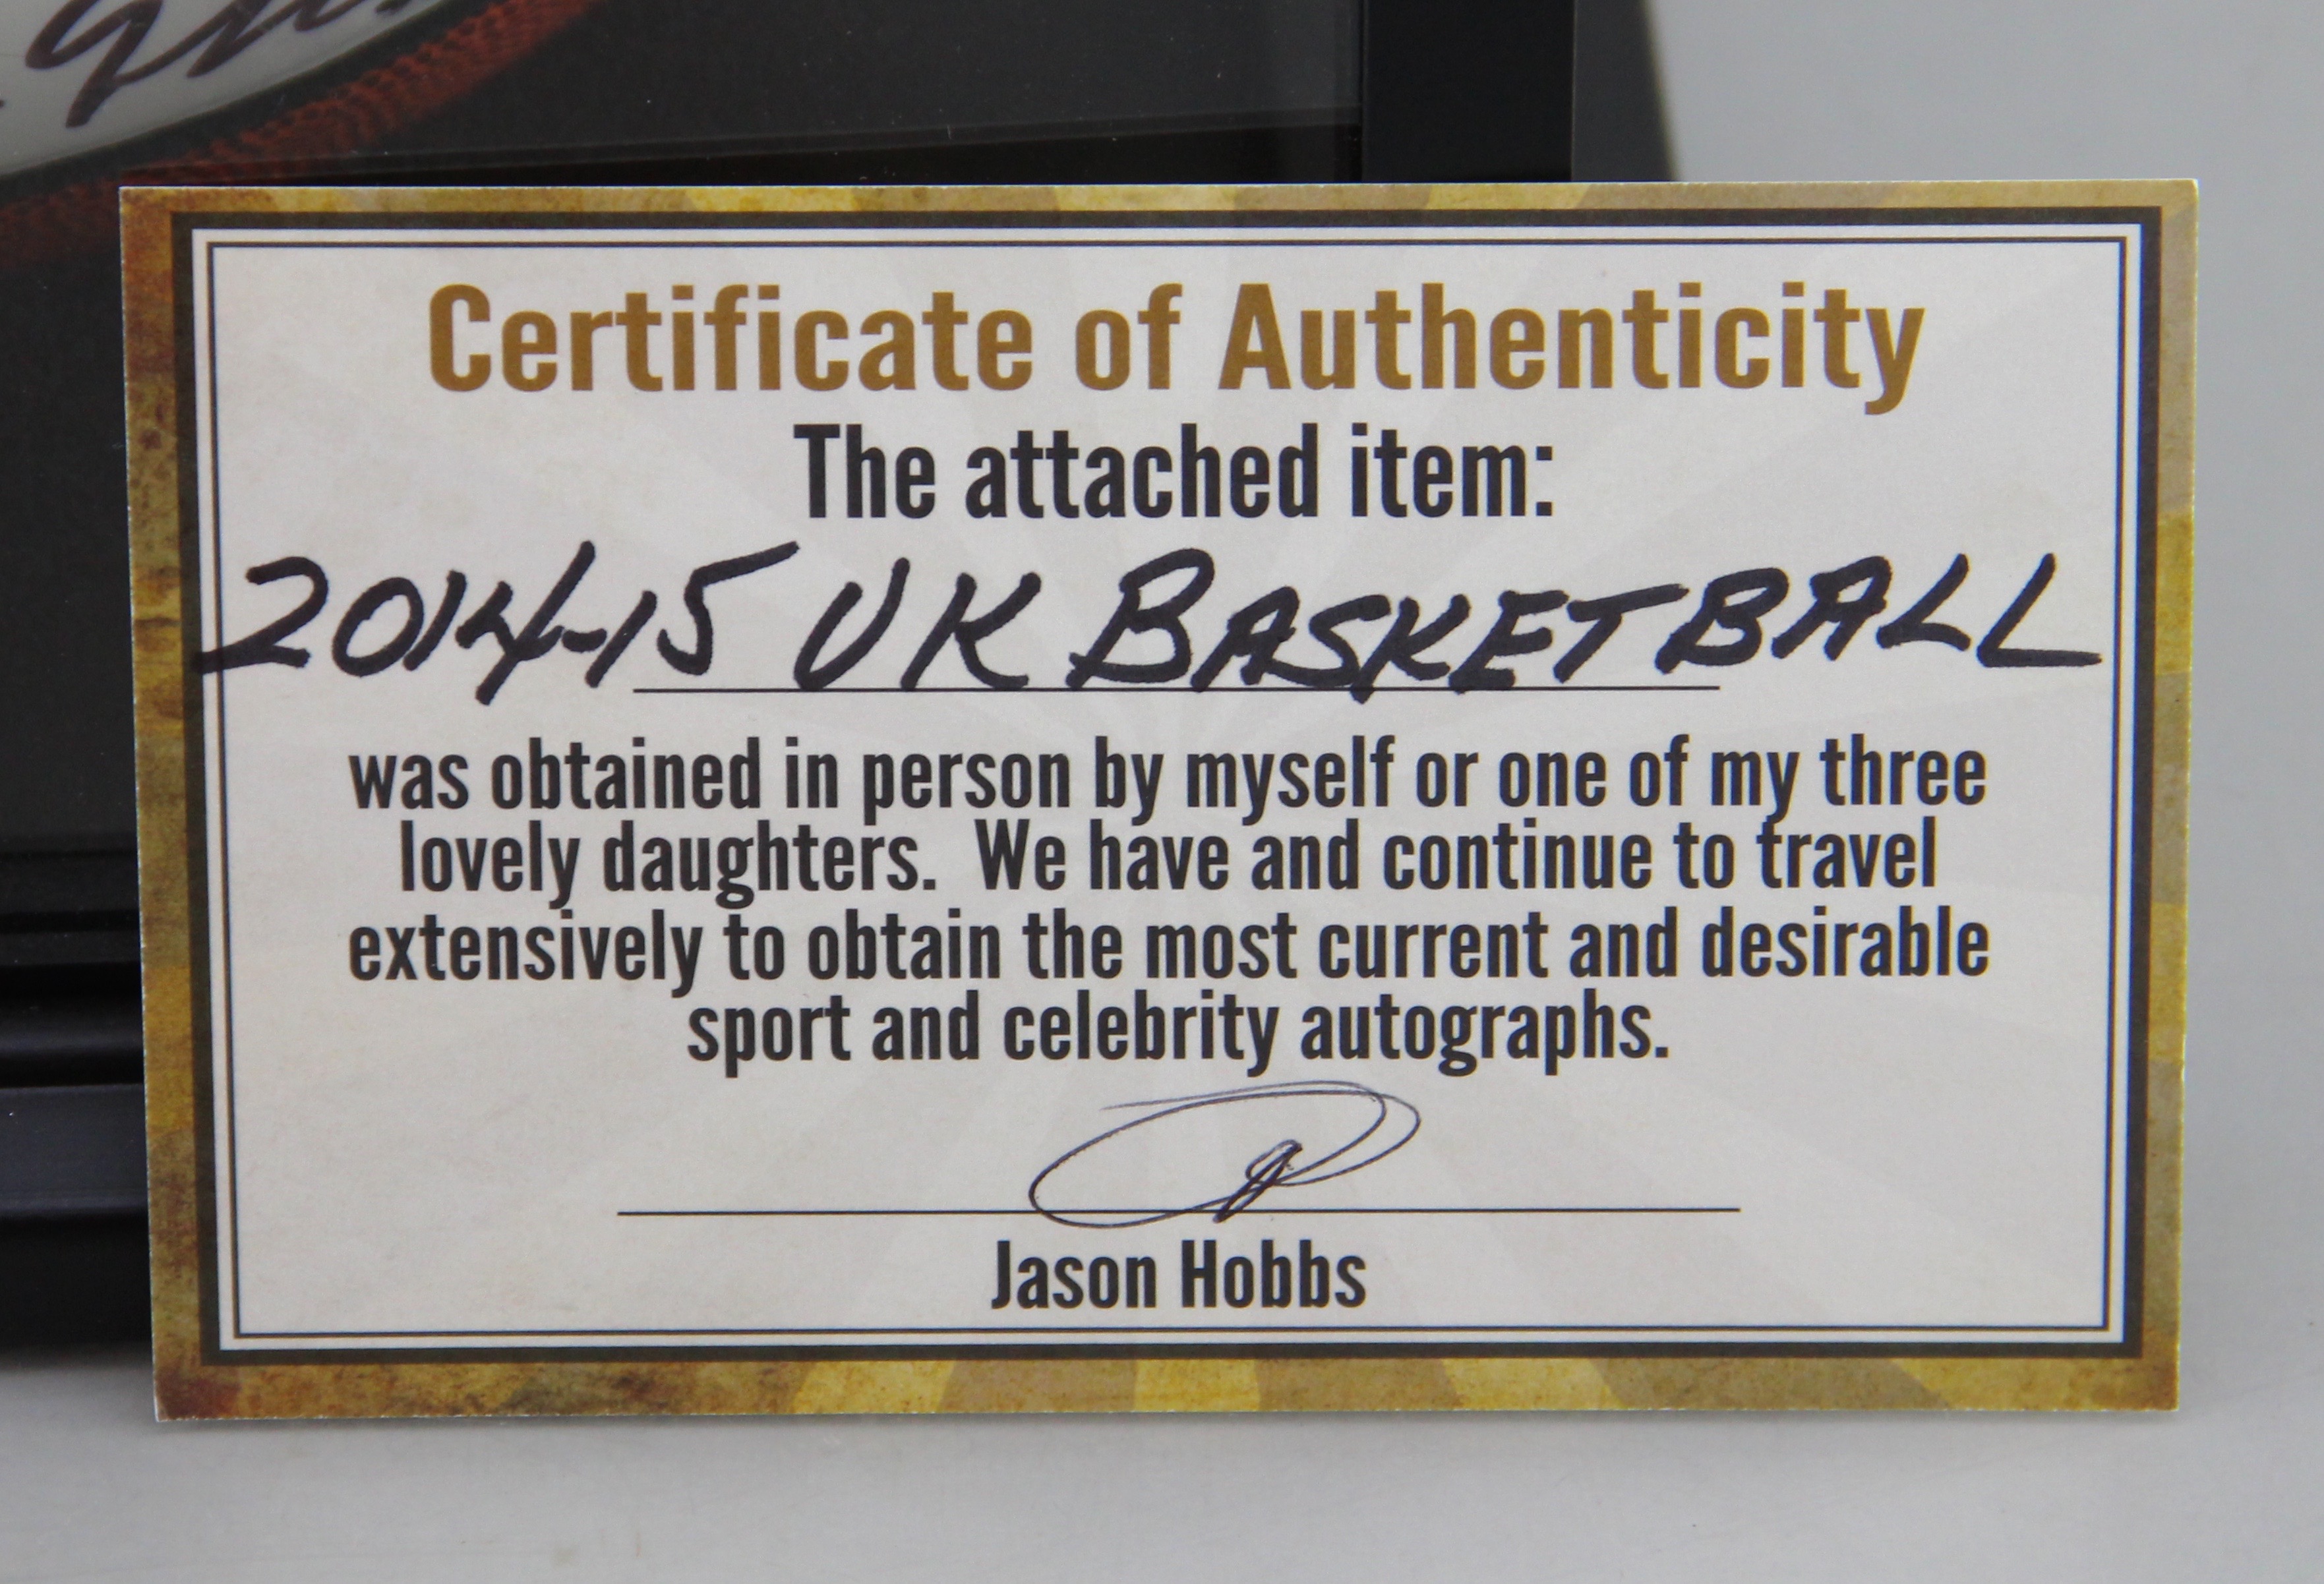 Certificate of Authenticity
The attached item:
2014-15 UK BASKETBALL
was obtained in person by myself or one of my three
lovely daughters.  We have and continue to travel
extensively to obtain the most current and desirable
sport and celebrity autographs.
Jason Hobbs